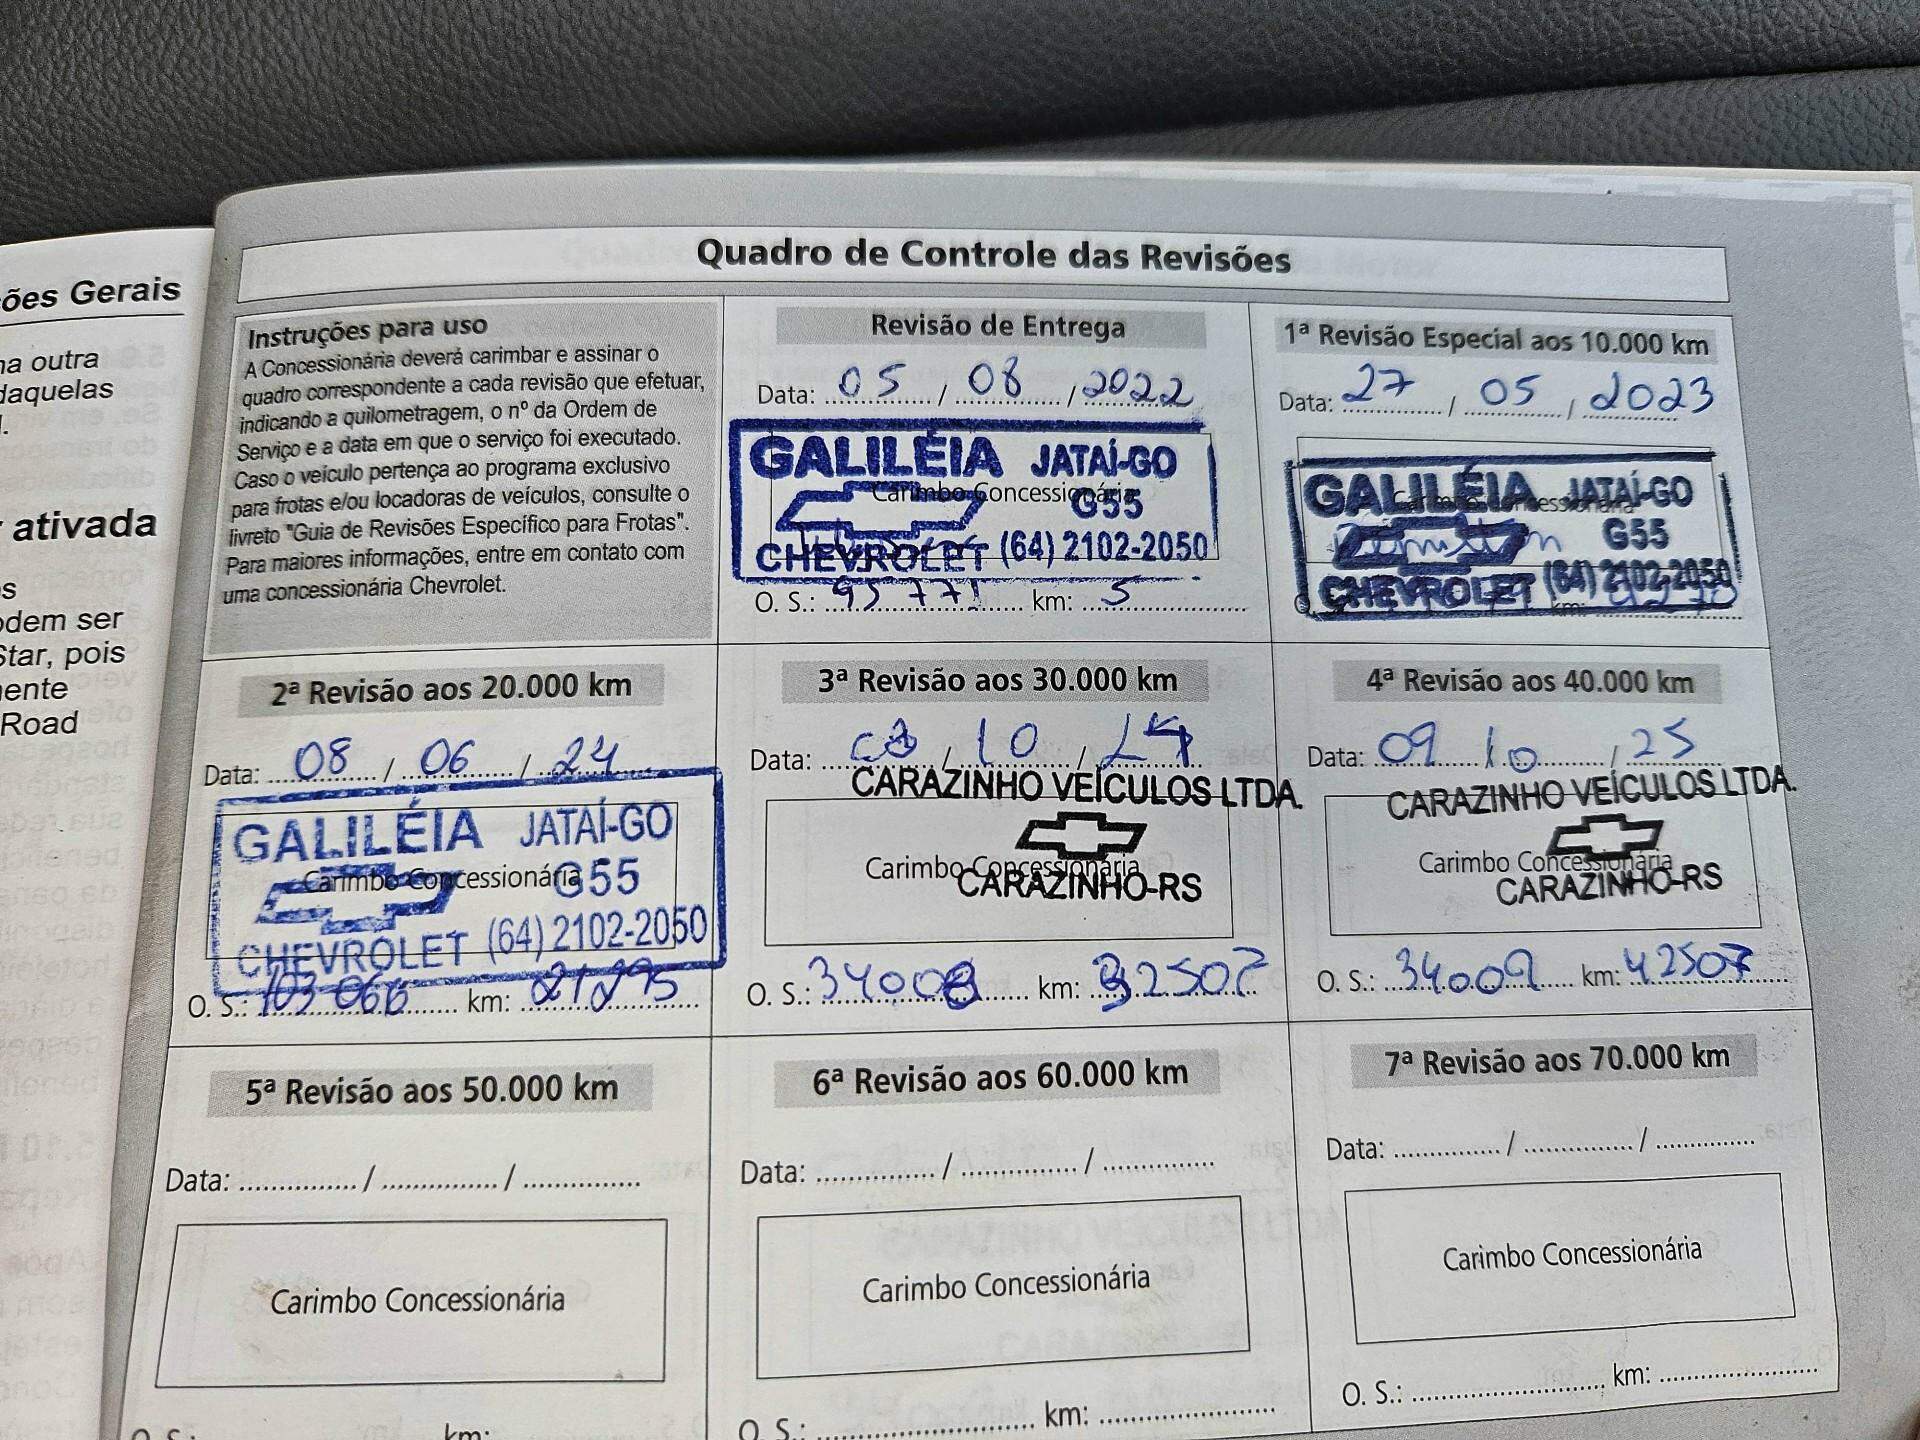 ões Gerais
na outra
daquelas
r ativada
os
odem ser
Star, pois
mente
Road
Quadro de Controle das Revisões
Instruções para uso
A Concessionária deverá carimbar e assinar o
quadro correspondente a cada revisão que efetuar,
indicando a quilometragem, o nº da Ordem de
Serviço e a data em que o serviço foi executado.
Caso o veículo pertença ao programa exclusivo
para frotas e/ou locadoras de veículos, consulte o
livreto "Guia de Revisões Específico para Frotas".
Para maiores informações, entre em contato com
uma concessionária Chevrolet.
Revisão de Entrega
Data: 05 / 08 / 2022
GALILÉIA JATAÍ-GO
Carimbo Concessionária
G55
CHEVROLET (64) 2102-2050
O. S.: 95771 km: 5
1ª Revisão Especial aos 10.000 km
Data: 27 / 05 / 2023
GALILÉIA JATAÍ-GO
Carimbo Concessionária
G55
CHEVROLET (64) 2102-2050
km:
2ª Revisão aos 20.000 km
Data: 08 / 06 / 24
GALILÉIA JATAÍ-GO
Carimbo Concessionária
G55
CHEVROLET (64) 2102-2050
O. S.: 103066 km: 21295
3ª Revisão aos 30.000 km
Data: / 10 /
CARAZINHO VEÍCULOS LTDA.
Carimbo Concessionária
CARAZINHO-RS
O. S.: 34008 km: 32507
4ª Revisão aos 40.000 km
Data: 09 / 10 / 25
CARAZINHO VEÍCULOS LTDA.
Carimbo Concessionária
CARAZINHO-RS
O. S.: 34009 km: 42507
5ª Revisão aos 50.000 km
Data: / /
Carimbo Concessionária
O. S.: km:
6ª Revisão aos 60.000 km
Data: / /
Carimbo Concessionária
O. S.: km:
7ª Revisão aos 70.000 km
Data: / /
Carimbo Concessionária
O. S.: km: